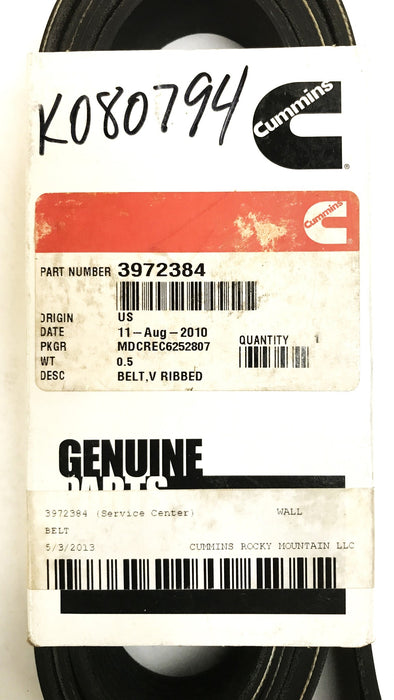 K080794
Cummins
®
Cummins
PART NUMBER 3972384
ORIGIN US
DATE 11-Aug-2010
PKGR MDCREC6252807
QUANTITY 1
WT 0.5
DESC BELT,V RIBBED
GENUINE
PARTS
3972384 (Service Center) WALL
BELT
5/3/2013 CUMMINS ROCKY MOUNTAIN LLC